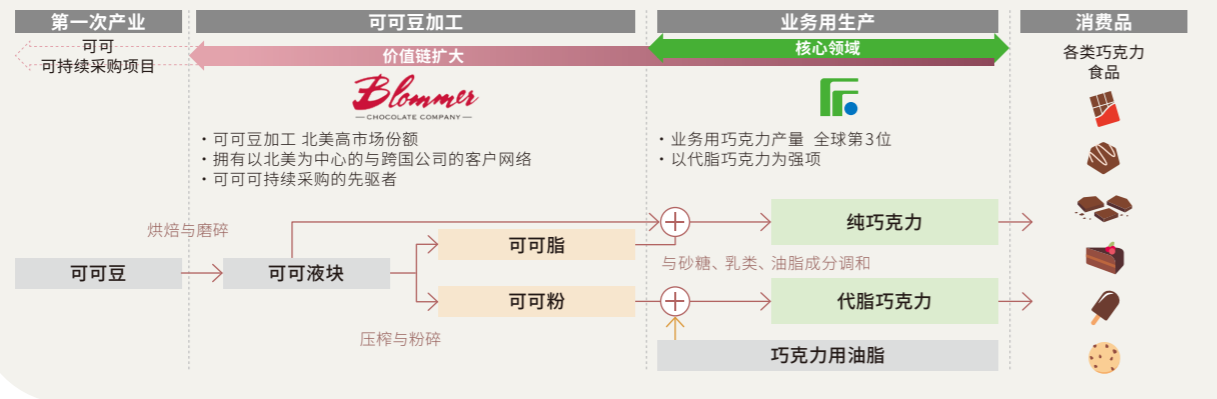 第一次产业
可可豆加工
业务用生产
消费品
可可
可持续采购项目
价值链扩大
核心领域
各类巧克力
食品
Blommer
CHOCOLATE COMPANY
・可可豆加工 北美高市场份额
・拥有以北美为中心的与跨国公司的客户网络
・可可可持续采购的先驱者
・业务用巧克力产量 全球第3位
・以代脂巧克力为强项
烘焙与磨碎
纯巧克力
可可脂
与砂糖、乳类、油脂成分调和
可可豆
可可液块
可可粉
代脂巧克力
压榨与粉碎
巧克力用油脂